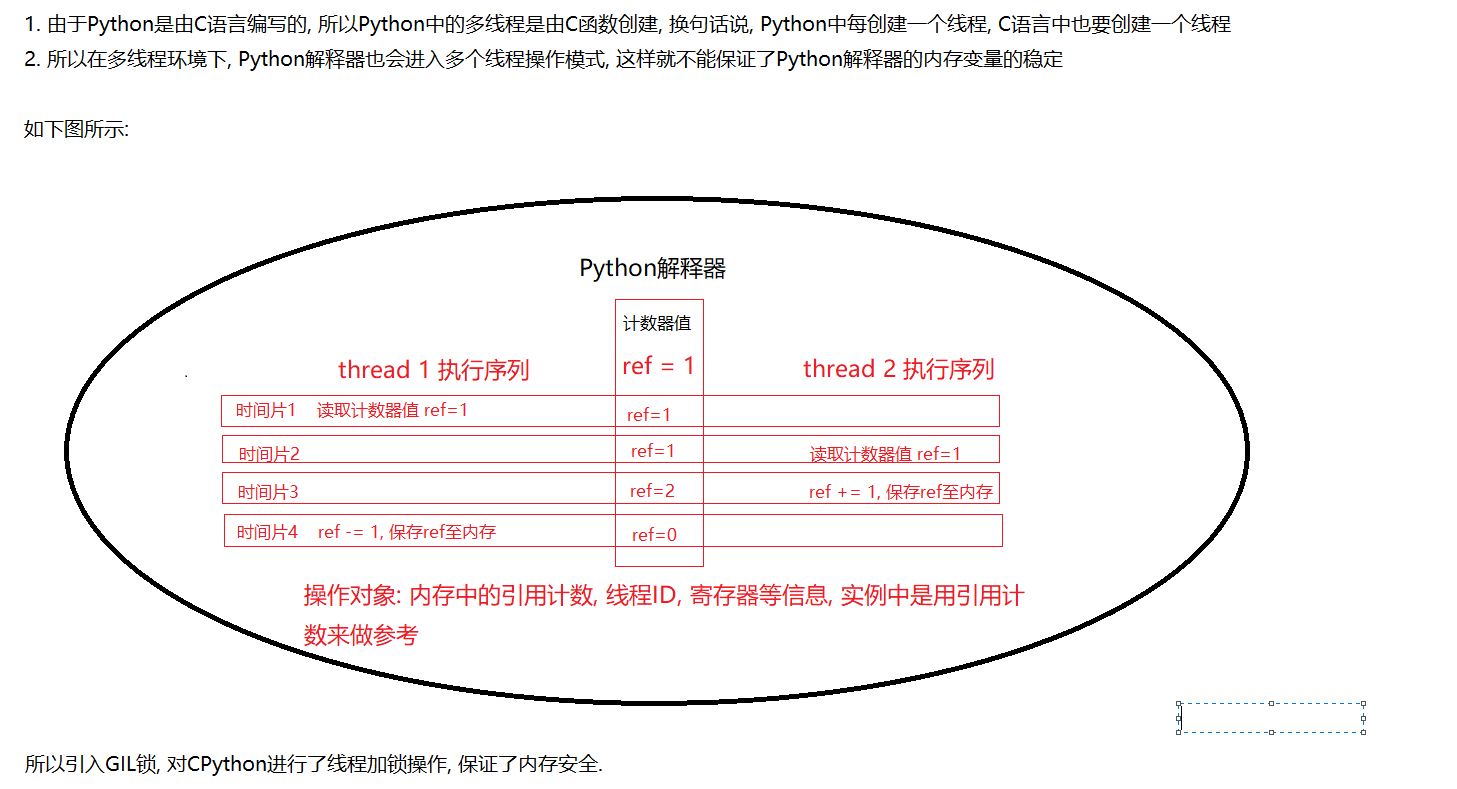 1. 由于Python是由C语言编写的, 所以Python中的多线程是由C函数创建, 换句话说, Python中每创建一个线程, C语言中也要创建一个线程
2. 所以在多线程环境下, Python解释器也会进入多个线程操作模式, 这样就不能保证了Python解释器的内存变量的稳定
如下图所示:
Python解释器
计数器值
thread 1 执行序列 ref = 1 thread 2 执行序列
时间片1 读取计数器值 ref=1 ref=1
时间片2 ref=1 读取计数器值 ref=1
时间片3 ref=2 ref += 1, 保存ref至内存
时间片4 ref -= 1, 保存ref至内存 ref=0
操作对象: 内存中的引用计数, 线程ID, 寄存器等信息, 实例中是用引用计
数来做参考
所以引入GIL锁, 对CPython进行了线程加锁操作, 保证了内存安全.